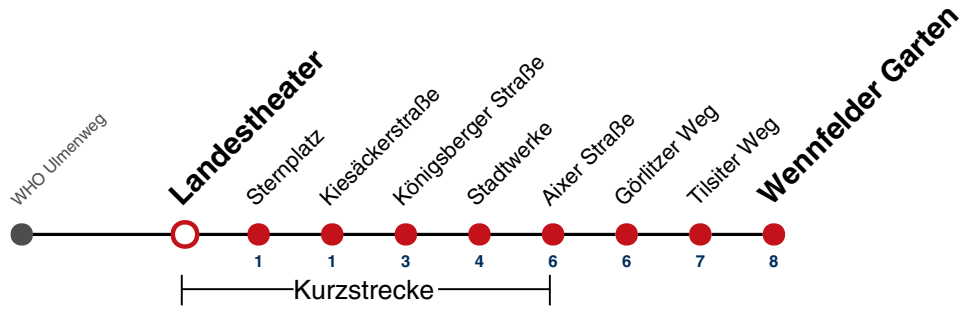 WHO Ulmenweg
Landestheater
Sternplatz
Kiesäckerstraße
Königsberger Straße
Stadtwerke
Aixer Straße
Görlitzer Weg
Tilsiter Weg
Wennfelder Garten
1 1 3 4 6 6 7 8
Kurzstrecke